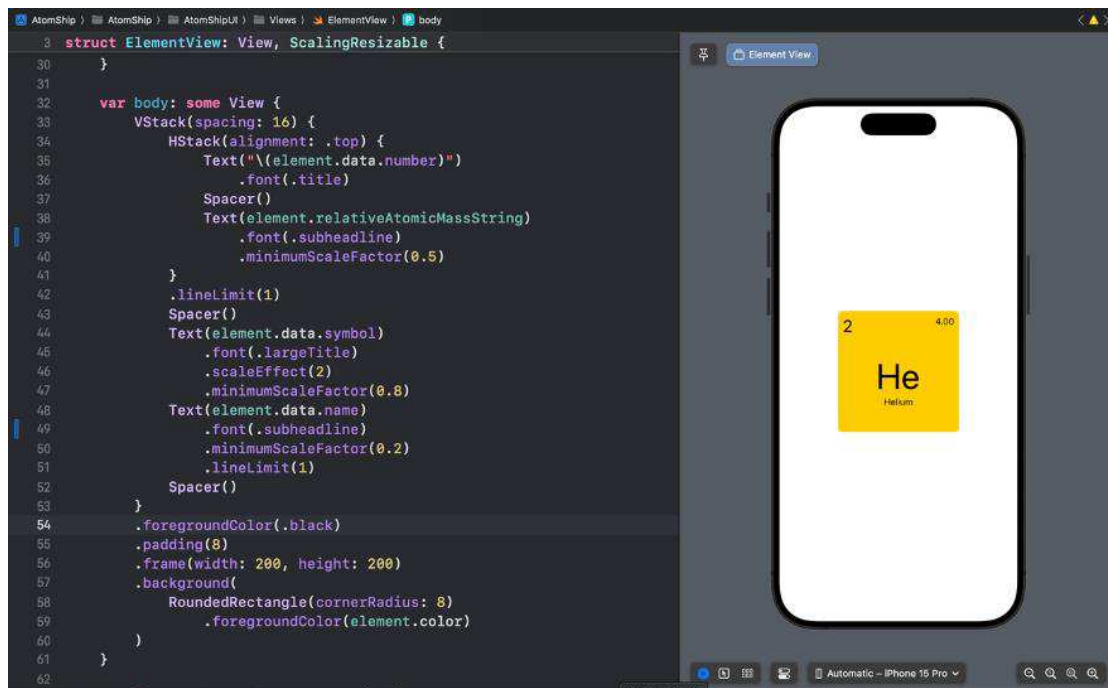 AtomShip 〉 AtomShip 〉 AtomShipUI 〉 Views 〉 ElementView 〉 P body
3 struct ElementView: View, ScalingResizable {
30 }
31
32 var body: some View {
33 VStack(spacing: 16) {
34 HStack(alignment: .top) {
35 Text("\(element.data.number)")
36 .font(.title)
37 Spacer()
38 Text(element.relativeAtomicMassString)
39 .font(.subheadline)
40 .minimumScaleFactor(0.5)
41 }
42 .lineLimit(1)
43 Spacer()
44 Text(element.data.symbol)
45 .font(.largeTitle)
46 .scaleEffect(2)
47 .minimumScaleFactor(0.8)
48 Text(element.data.name)
49 .font(.subheadline)
50 .minimumScaleFactor(0.2)
51 .lineLimit(1)
52 Spacer()
53 }
54 .foregroundColor(.black)
55 .padding(8)
56 .frame(width: 200, height: 200)
57 .background(
58 RoundedRectangle(cornerRadius: 8)
59 .foregroundColor(element.color)
60 )
61 }
62
Element View
2 4.00
He
Helium
Automatic – iPhone 15 Pro